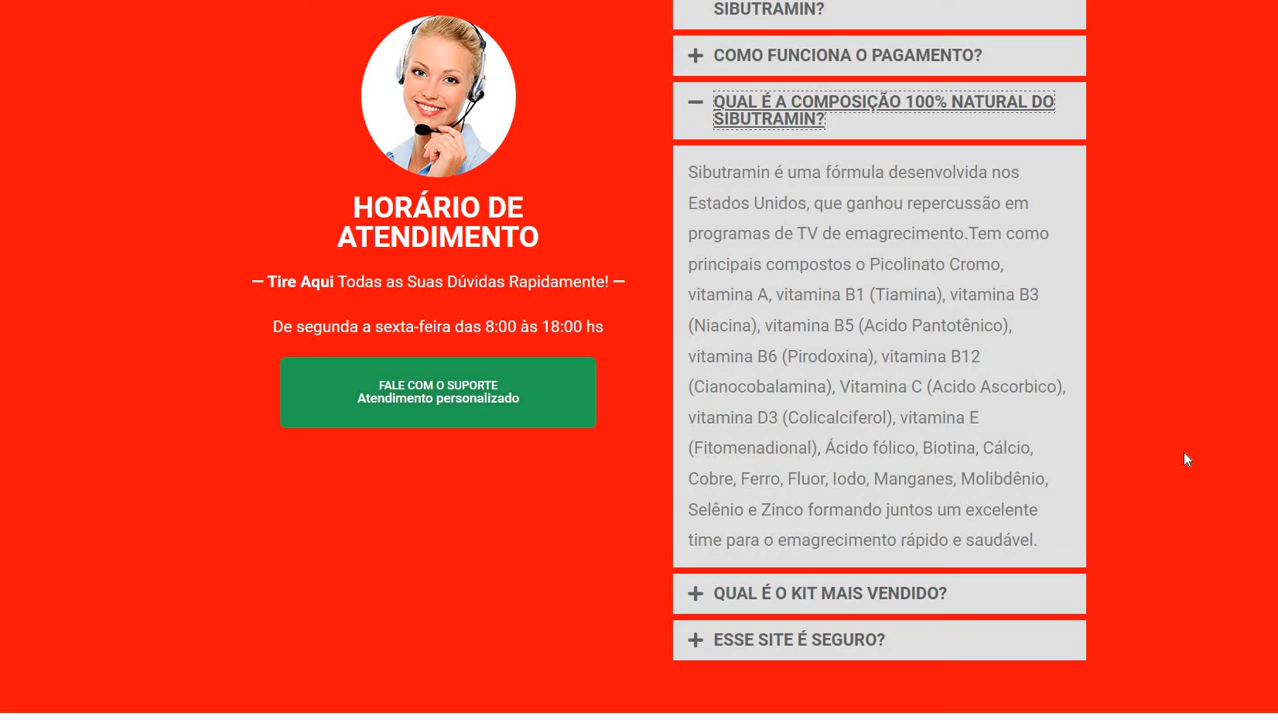 HORÁRIO DE
ATENDIMENTO
— Tire Aqui Todas as Suas Dúvidas Rapidamente! —
De segunda a sexta-feira das 8:00 às 18:00 hs
FALE COM O SUPORTE
Atendimento personalizado
SIBUTRAMIN?
+ COMO FUNCIONA O PAGAMENTO?
− QUAL É A COMPOSIÇÃO 100% NATURAL DO
SIBUTRAMIN?
Sibutramin é uma fórmula desenvolvida nos
Estados Unidos, que ganhou repercussão em
programas de TV de emagrecimento.Tem como
principais compostos o Picolinato Cromo,
vitamina A, vitamina B1 (Tiamina), vitamina B3
(Niacina), vitamina B5 (Acido Pantotênico),
vitamina B6 (Pirodoxina), vitamina B12
(Cianocobalamina), Vitamina C (Acido Ascorbico),
vitamina D3 (Colicalciferol), vitamina E
(Fitomenadional), Ácido fólico, Biotina, Cálcio,
Cobre, Ferro, Fluor, Iodo, Manganes, Molibdênio,
Selênio e Zinco formando juntos um excelente
time para o emagrecimento rápido e saudável.
+ QUAL É O KIT MAIS VENDIDO?
+ ESSE SITE É SEGURO?